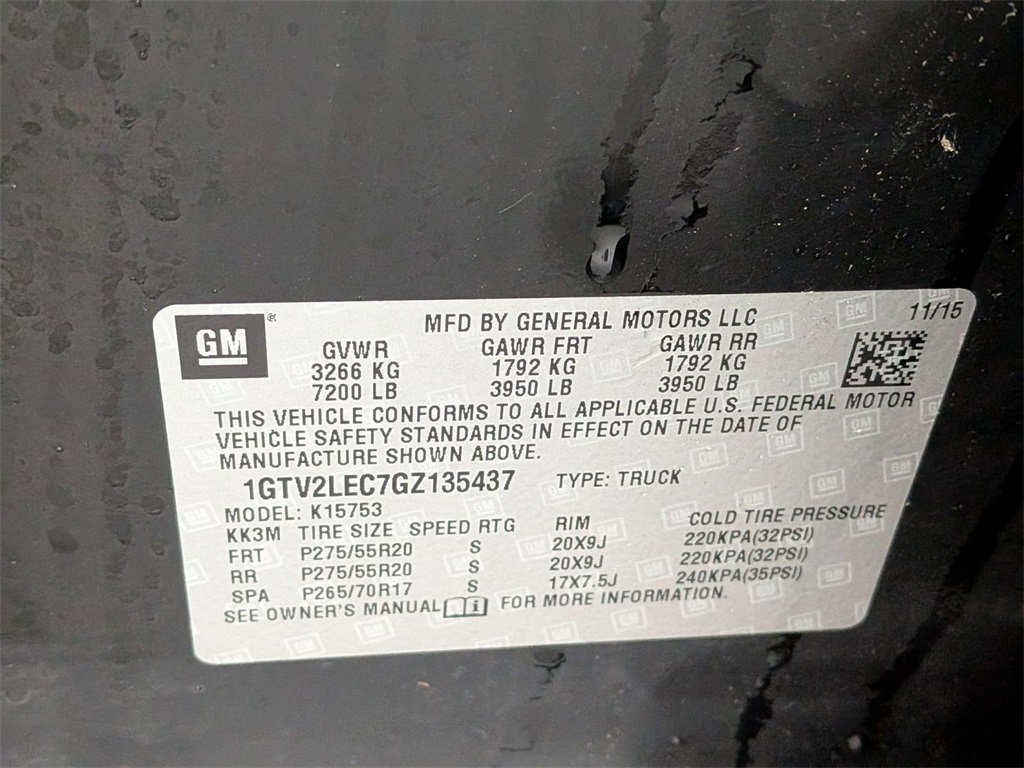 GM ®
MFD BY GENERAL MOTORS LLC 11/15
GVWR GAWR FRT GAWR RR
3266 KG 1792 KG 1792 KG
7200 LB 3950 LB 3950 LB
THIS VEHICLE CONFORMS TO ALL APPLICABLE U.S. FEDERAL MOTOR
VEHICLE SAFETY STANDARDS IN EFFECT ON THE DATE OF
MANUFACTURE SHOWN ABOVE.
1GTV2LEC7GZ135437 TYPE: TRUCK
MODEL: K15753
KK3M TIRE SIZE SPEED RTG RIM COLD TIRE PRESSURE
FRT P275/55R20 S 20X9J 220KPA(32PSI)
RR P275/55R20 S 20X9J 220KPA(32PSI)
SPA P265/70R17 S 17X7.5J 240KPA(35PSI)
SEE OWNER'S MANUAL i FOR MORE INFORMATION.